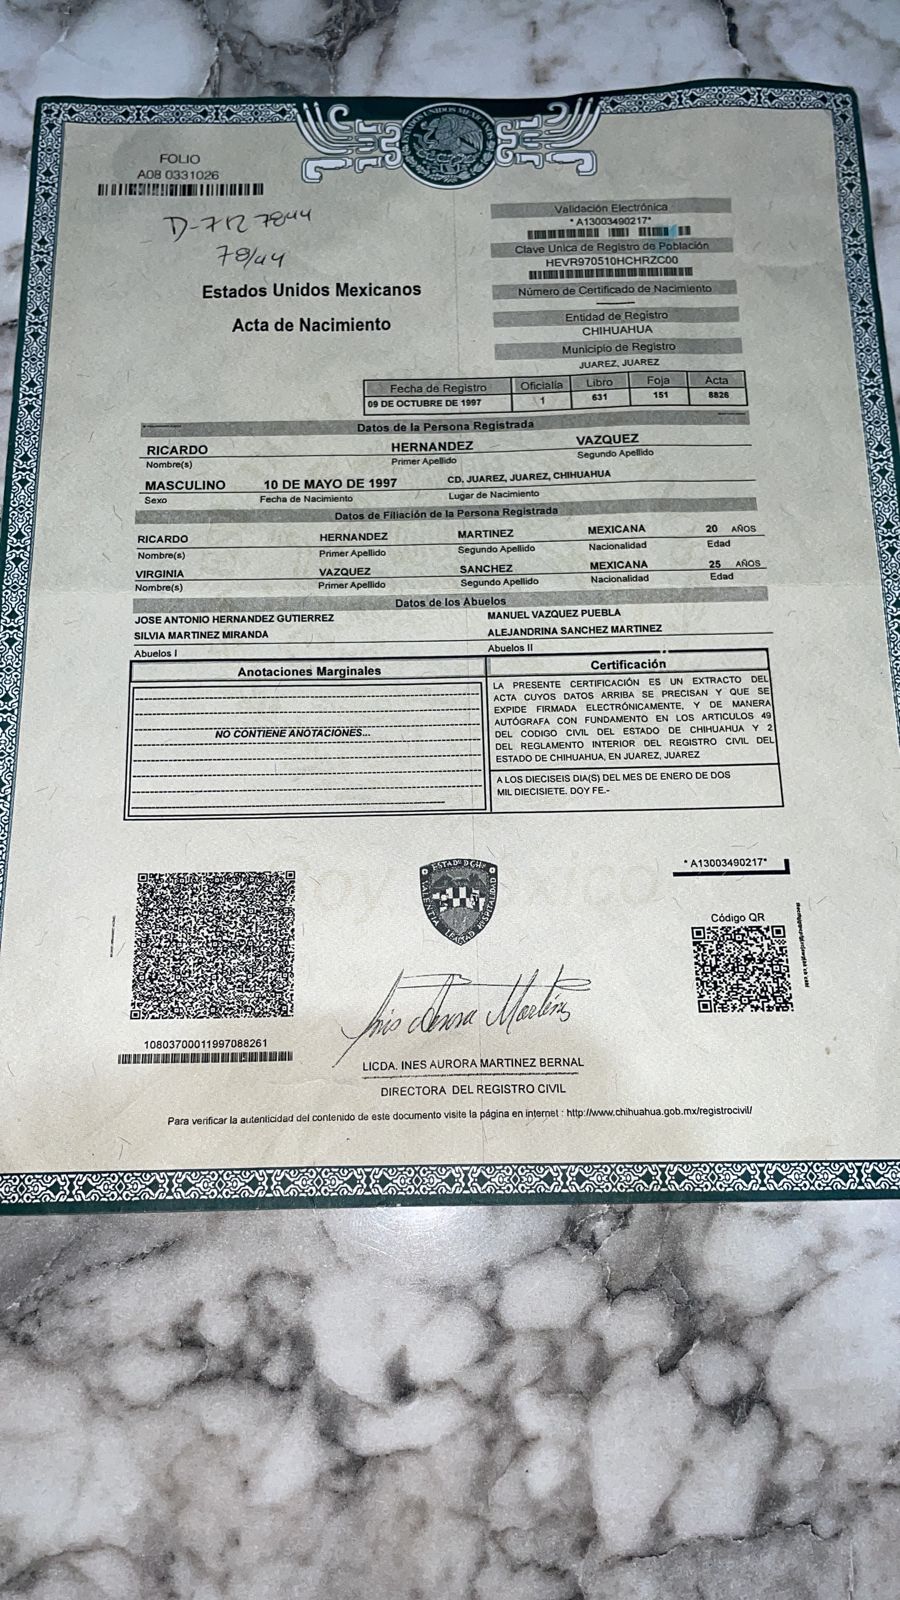 FOLIO
A08 0331026
D-712 7844
78/44
Estados Unidos Mexicanos
Acta de Nacimiento
Validación Electrónica
* A13003490217*
Clave Unica de Registro de Población
HEVR970510HCHRZC00
Número de Certificado de Nacimiento
Entidad de Registro
CHIHUAHUA
Municipio de Registro
JUAREZ, JUAREZ
Fecha de Registro Oficialía Libro Foja Acta
09 DE OCTUBRE DE 1997 1 631 151 8826
Datos de la Persona Registrada
RICARDO HERNANDEZ VAZQUEZ
Nombre(s) Primer Apellido Segundo Apellido
MASCULINO 10 DE MAYO DE 1997 CD. JUAREZ, JUAREZ, CHIHUAHUA
Sexo Fecha de Nacimiento Lugar de Nacimiento
Datos de Filiación de la Persona Registrada
RICARDO HERNANDEZ MARTINEZ MEXICANA 20 AÑOS
Nombre(s) Primer Apellido Segundo Apellido Nacionalidad Edad
VIRGINIA VAZQUEZ SANCHEZ MEXICANA 25 AÑOS
Nombre(s) Primer Apellido Segundo Apellido Nacionalidad Edad
Datos de los Abuelos
JOSE ANTONIO HERNANDEZ GUTIERREZ MANUEL VAZQUEZ PUEBLA
SILVIA MARTINEZ MIRANDA ALEJANDRINA SANCHEZ MARTINEZ
Abuelos I Abuelos II
Anotaciones Marginales
NO CONTIENE ANOTACIONES...
Certificación
LA PRESENTE CERTIFICACIÓN ES UN EXTRACTO DEL
ACTA CUYOS DATOS ARRIBA SE PRECISAN Y QUE SE
EXPIDE FIRMADA ELECTRÓNICAMENTE, Y DE MANERA
AUTÓGRAFA CON FUNDAMENTO EN LOS ARTICULOS 49
DEL CODIGO CIVIL DEL ESTADO DE CHIHUAHUA Y 2
DEL REGLAMENTO INTERIOR DEL REGISTRO CIVIL DEL
ESTADO DE CHIHUAHUA, EN JUAREZ, JUAREZ
A LOS DIECISEIS DIA(S) DEL MES DE ENERO DE DOS
MIL DIECISIETE. DOY FE.-
* A13003490217*
Código QR
10803700011997088261
LICDA. INES AURORA MARTINEZ BERNAL
DIRECTORA DEL REGISTRO CIVIL
Para verificar la autenticidad del contenido de este documento visite la página en internet : http://www.chihuahua.gob.mx/registrocivil/